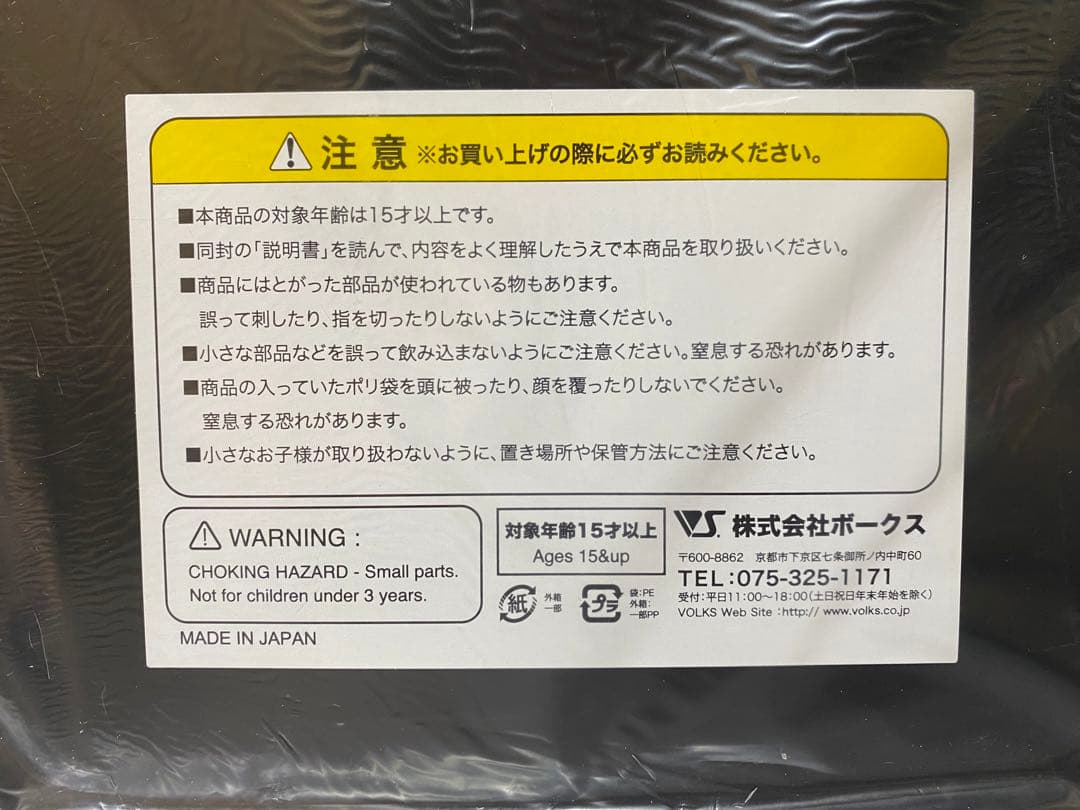 注意 ※お買い上げの際に必ずお読みください。
■本商品の対象年齢は15才以上です。
■同封の「説明書」を読んで、内容をよく理解したうえで本商品を取り扱いください。
■商品にはとがった部品が使われている物もあります。
誤って刺したり、指を切ったりしないようにご注意ください。
■小さな部品などを誤って飲み込まないようにご注意ください。窒息する恐れがあります。
■商品の入っていたポリ袋を頭に被ったり、顔を覆ったりしないでください。
窒息する恐れがあります。
■小さなお子様が取り扱わないように、置き場所や保管方法にご注意ください。
WARNING :
CHOKING HAZARD - Small parts.
Not for children under 3 years.
MADE IN JAPAN
対象年齢15才以上
Ages 15&up
紙 外箱
一部
プラ 袋:PE
外箱:
一部PP
VS. 株式会社ボークス
〒600-8862 京都市下京区七条御所ノ内中町60
TEL:075-325-1171
受付:平日11:00〜18:00(土日祝日年末年始を除く)
VOLKS Web Site :http:// www.volks.co.jp